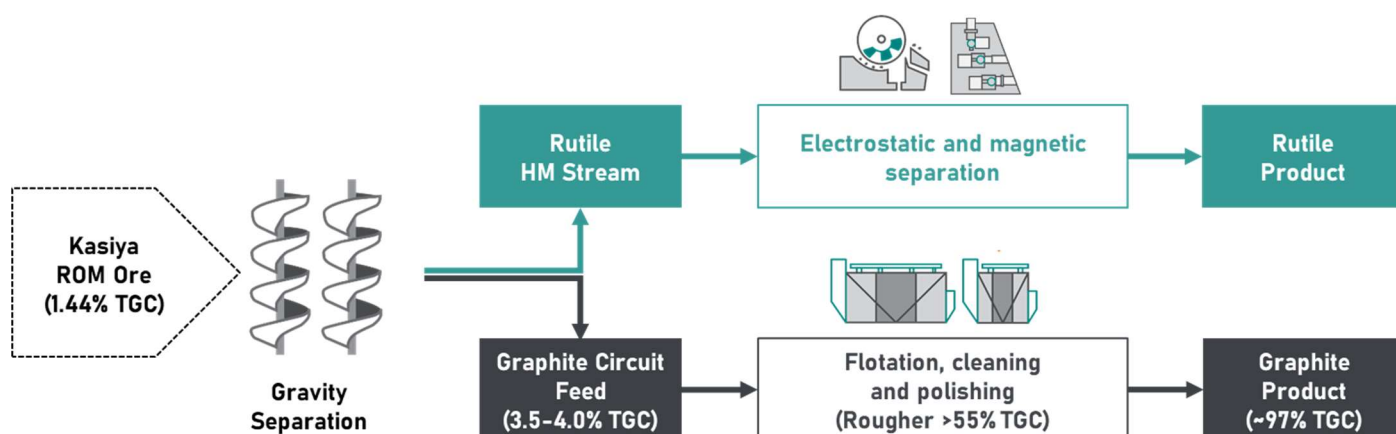 Kasiya
ROM Ore
(1.44% TGC)
Gravity
Separation
Rutile
HM Stream
Electrostatic and magnetic
separation
Rutile
Product
Graphite Circuit
Feed
(3.5–4.0% TGC)
Flotation, cleaning
and polishing
(Rougher >55% TGC)
Graphite
Product
(~97% TGC)